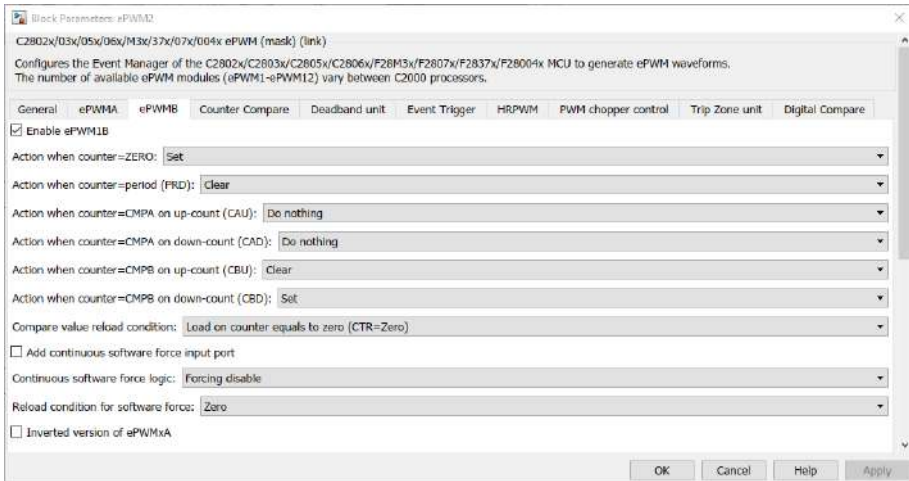 Block Parameters: ePWM2
C2802x/03x/05x/06x/M3x/37x/07x/004x ePWM (mask) (link)
Configures the Event Manager of the C2802x/C2803x/C2805x/C2806x/F28M3x/F2807x/F2837x/F28004x MCU to generate ePWM waveforms.
The number of available ePWM modules (ePWM1-ePWM12) vary between C2000 processors.
General ePWMA ePWMB Counter Compare Deadband unit Event Trigger HRPWM PWM chopper control Trip Zone unit Digital Compare
Enable ePWM1B
Action when counter=ZERO: Set
Action when counter=period (PRD): Clear
Action when counter=CMPA on up-count (CAU): Do nothing
Action when counter=CMPA on down-count (CAD): Do nothing
Action when counter=CMPB on up-count (CBU): Clear
Action when counter=CMPB on down-count (CBD): Set
Compare value reload condition: Load on counter equals to zero (CTR=Zero)
Add continuous software force input port
Continuous software force logic: Forcing disable
Reload condition for software force: Zero
Inverted version of ePWMxA
OK Cancel Help Apply